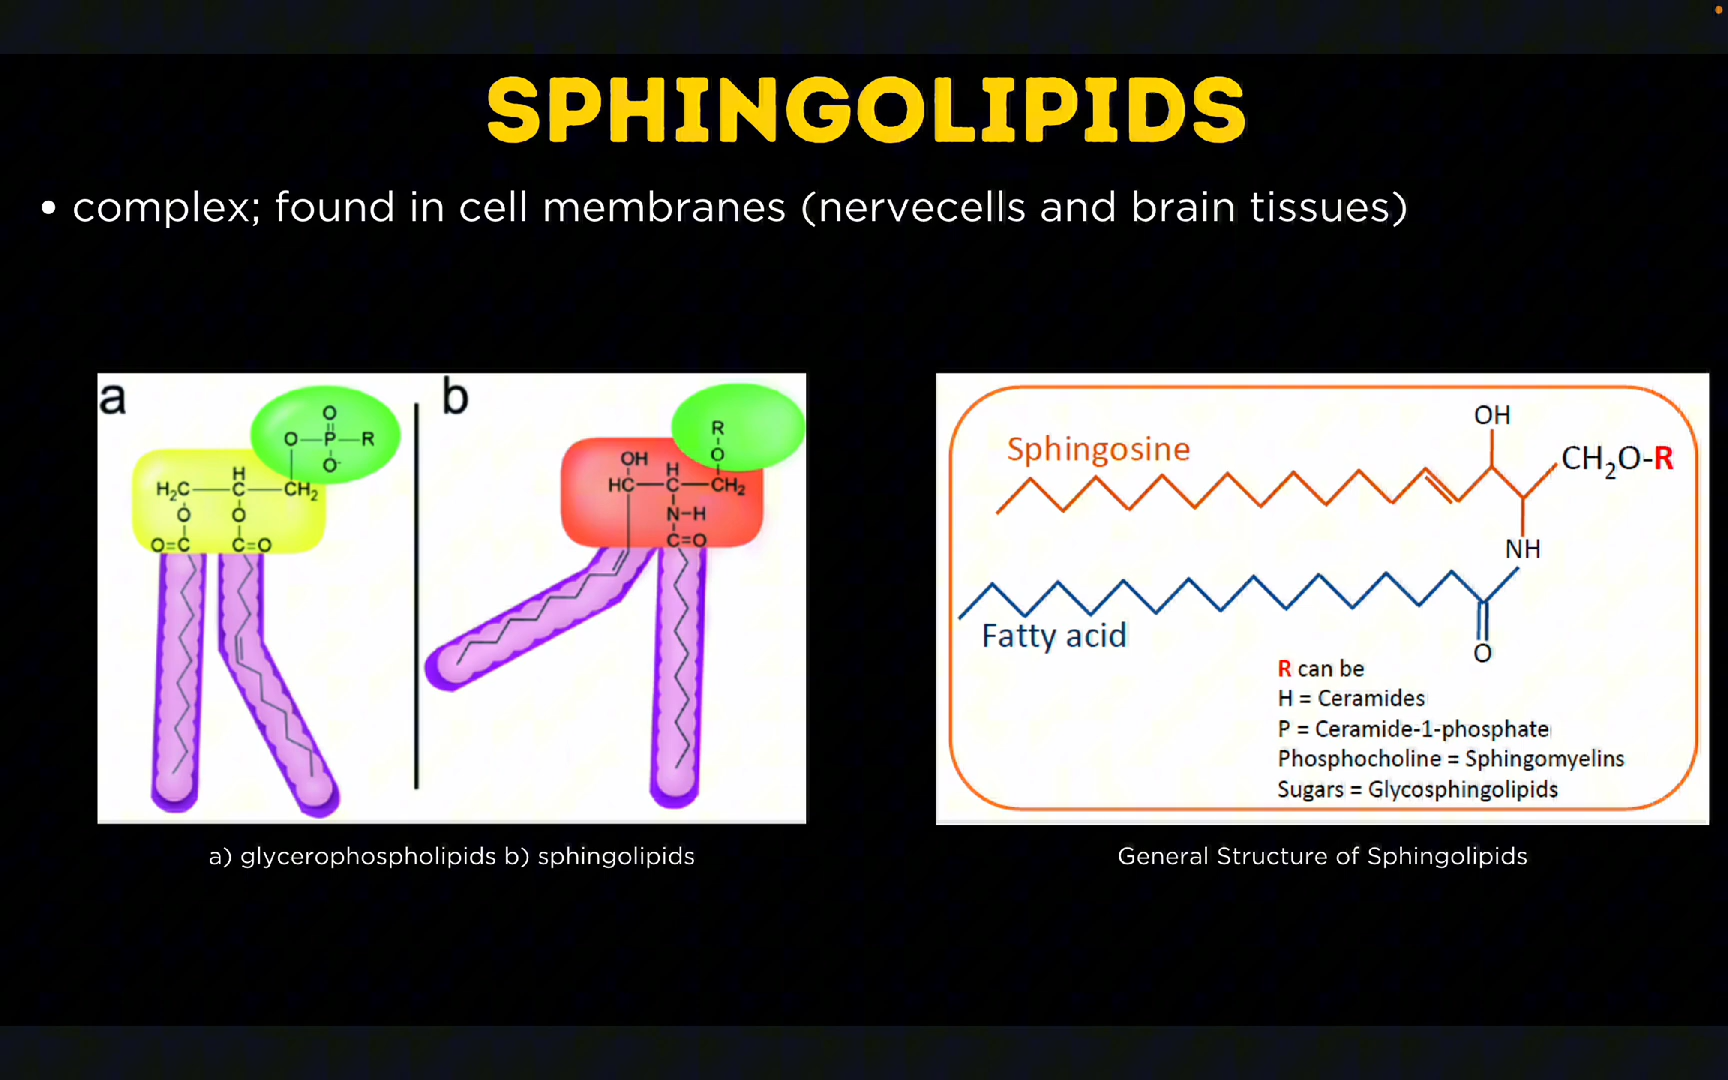 SPHINGOLIPIDS
• complex; found in cell membranes (nervecells and brain tissues)
a
O
O—P—R
O-
H
H₂C—C—CH₂
O O
O=C C=O
b
R
O
OH H
HC—C—CH₂
N—H
C=O
a) glycerophospholipids b) sphingolipids
OH
Sphingosine
CH₂O-R
NH
Fatty acid
O
R can be
H = Ceramides
P = Ceramide-1-phosphate
Phosphocholine = Sphingomyelins
Sugars = Glycosphingolipids
General Structure of Sphingolipids